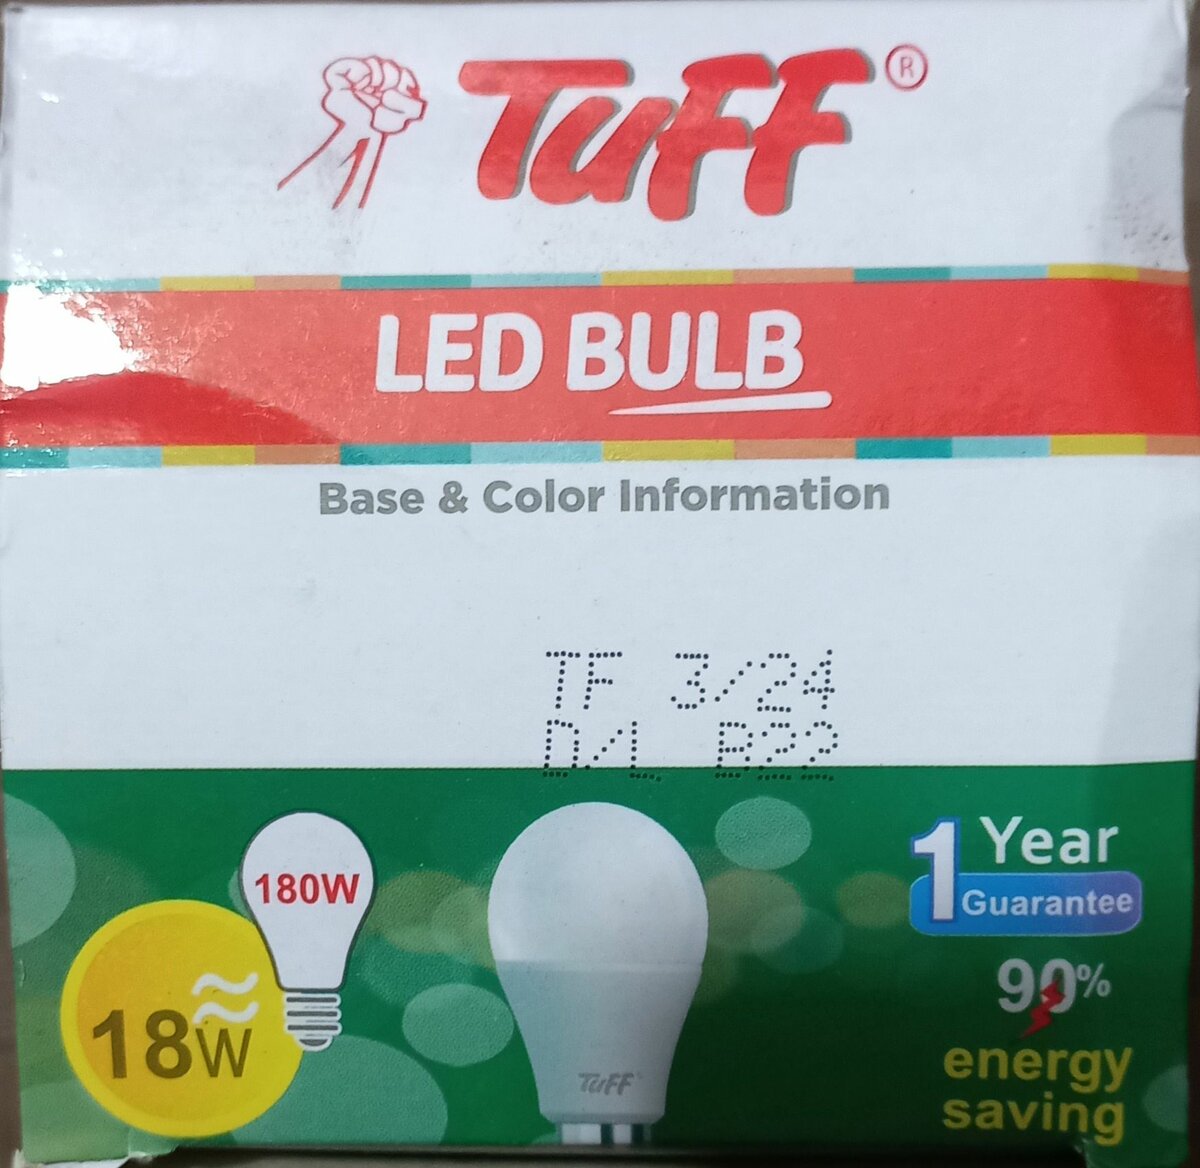 TUFF ®
LED BULB
Base & Color Information
TF 3/24
D/L B22
180W
18W
≈
1 Year
Guarantee
90%
energy
saving
TUFF